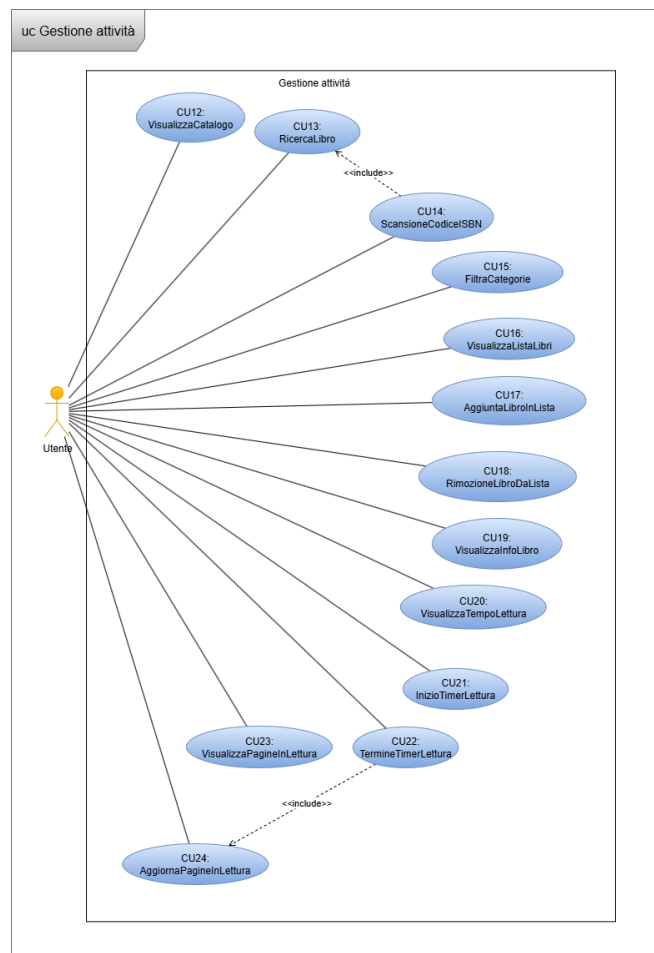 uc Gestione attività
Gestione attività
CU12:
VisualizzaCatalogo
CU13:
RicercaLibro
<<include>>
CU14:
ScansioneCodiceISBN
CU15:
FiltraCategorie
CU16:
VisualizzaListaLibri
CU17:
AggiuntaLibroInLista
Utente
CU18:
RimozioneLibroDaLista
CU19:
VisualizzaInfoLibro
CU20:
VisualizzaTempoLettura
CU21:
InizioTimerLettura
CU23:
VisualizzaPagineInLettura
CU22:
TermineTimerLettura
<<include>>
CU24:
AggiornaPagineInLettura